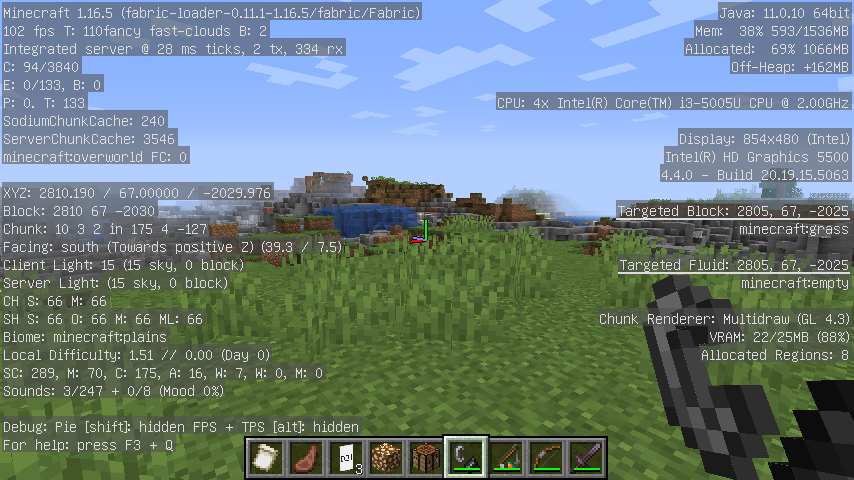 Minecraft 1.16.5 (fabric-loader-0.11.1-1.16.5/fabric/Fabric)
102 fps T: 110fancy fast-clouds B: 2
Integrated server @ 28 ms ticks, 2 tx, 334 rx
C: 94/3840
E: 0/133, B: 0
P: 0. T: 133
SodiumChunkCache: 240
ServerChunkCache: 3546
minecraft:overworld FC: 0
XYZ: 2810.190 / 67.00000 / -2029.976
Block: 2810 67 -2030
Chunk: 10 3 2 in 175 4 -127
Facing: south (Towards positive Z) (39.3 / 7.5)
Client Light: 15 (15 sky, 0 block)
Server Light: (15 sky, 0 block)
CH S: 66 M: 66
SH S: 66 O: 66 M: 66 ML: 66
Biome: minecraft:plains
Local Difficulty: 1.51 // 0.00 (Day 0)
SC: 289, M: 70, C: 175, A: 16, W: 7, W: 0, M: 0
Sounds: 3/247 + 0/8 (Mood 0%)
Debug: Pie [shift]: hidden FPS + TPS [alt]: hidden
For help: press F3 + Q
Java: 11.0.10 64bit
Mem: 38% 593/1536MB
Allocated: 69% 1066MB
Off-Heap: +162MB
CPU: 4x Intel(R) Core(TM) i3-5005U CPU @ 2.00GHz
Display: 854x480 (Intel)
Intel(R) HD Graphics 5500
4.4.0 - Build 20.19.15.5063
Targeted Block: 2805, 67, -2025
minecraft:grass
Targeted Fluid: 2805, 67, -2025
minecraft:empty
Chunk Renderer: Multidraw (GL 4.3)
VRAM: 22/25MB (88%)
Allocated Regions: 8
3